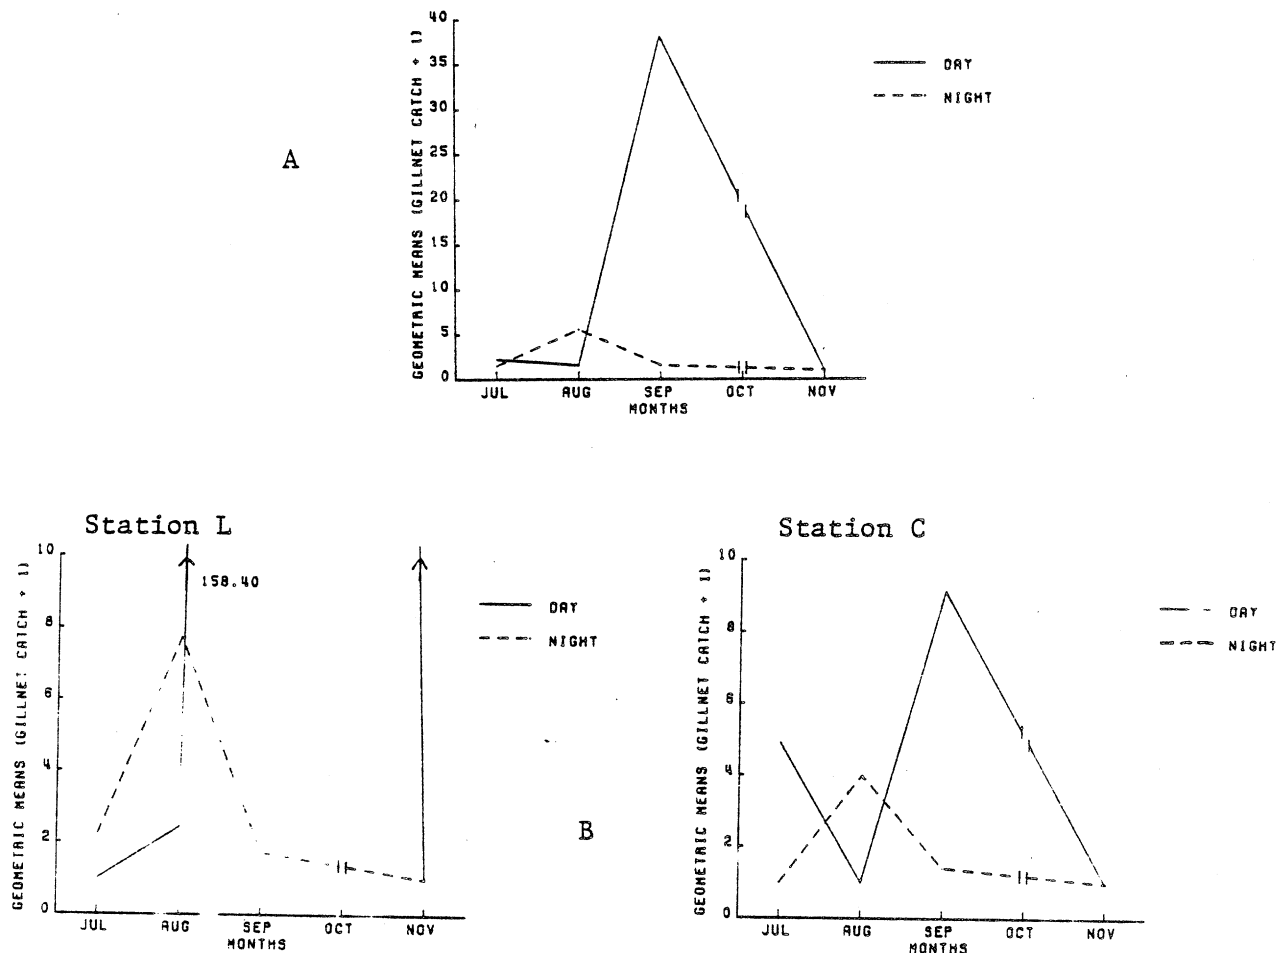 A
GEOMETRIC MEANS (GILLNET CATCH + 1)
40
35
30
25
20
15
10
5
0
JUL AUG SEP OCT NOV
MONTHS
DAY
NIGHT
B
Station L
GEOMETRIC MEANS (GILLNET CATCH + 1)
10
8
6
4
2
0
158.40
JUL AUG SEP OCT NOV
MONTHS
DAY
NIGHT
Station C
GEOMETRIC MEANS (GILLNET CATCH + 1)
10
8
6
4
2
0
JUL AUG SEP OCT NOV
MONTHS
DAY
NIGHT